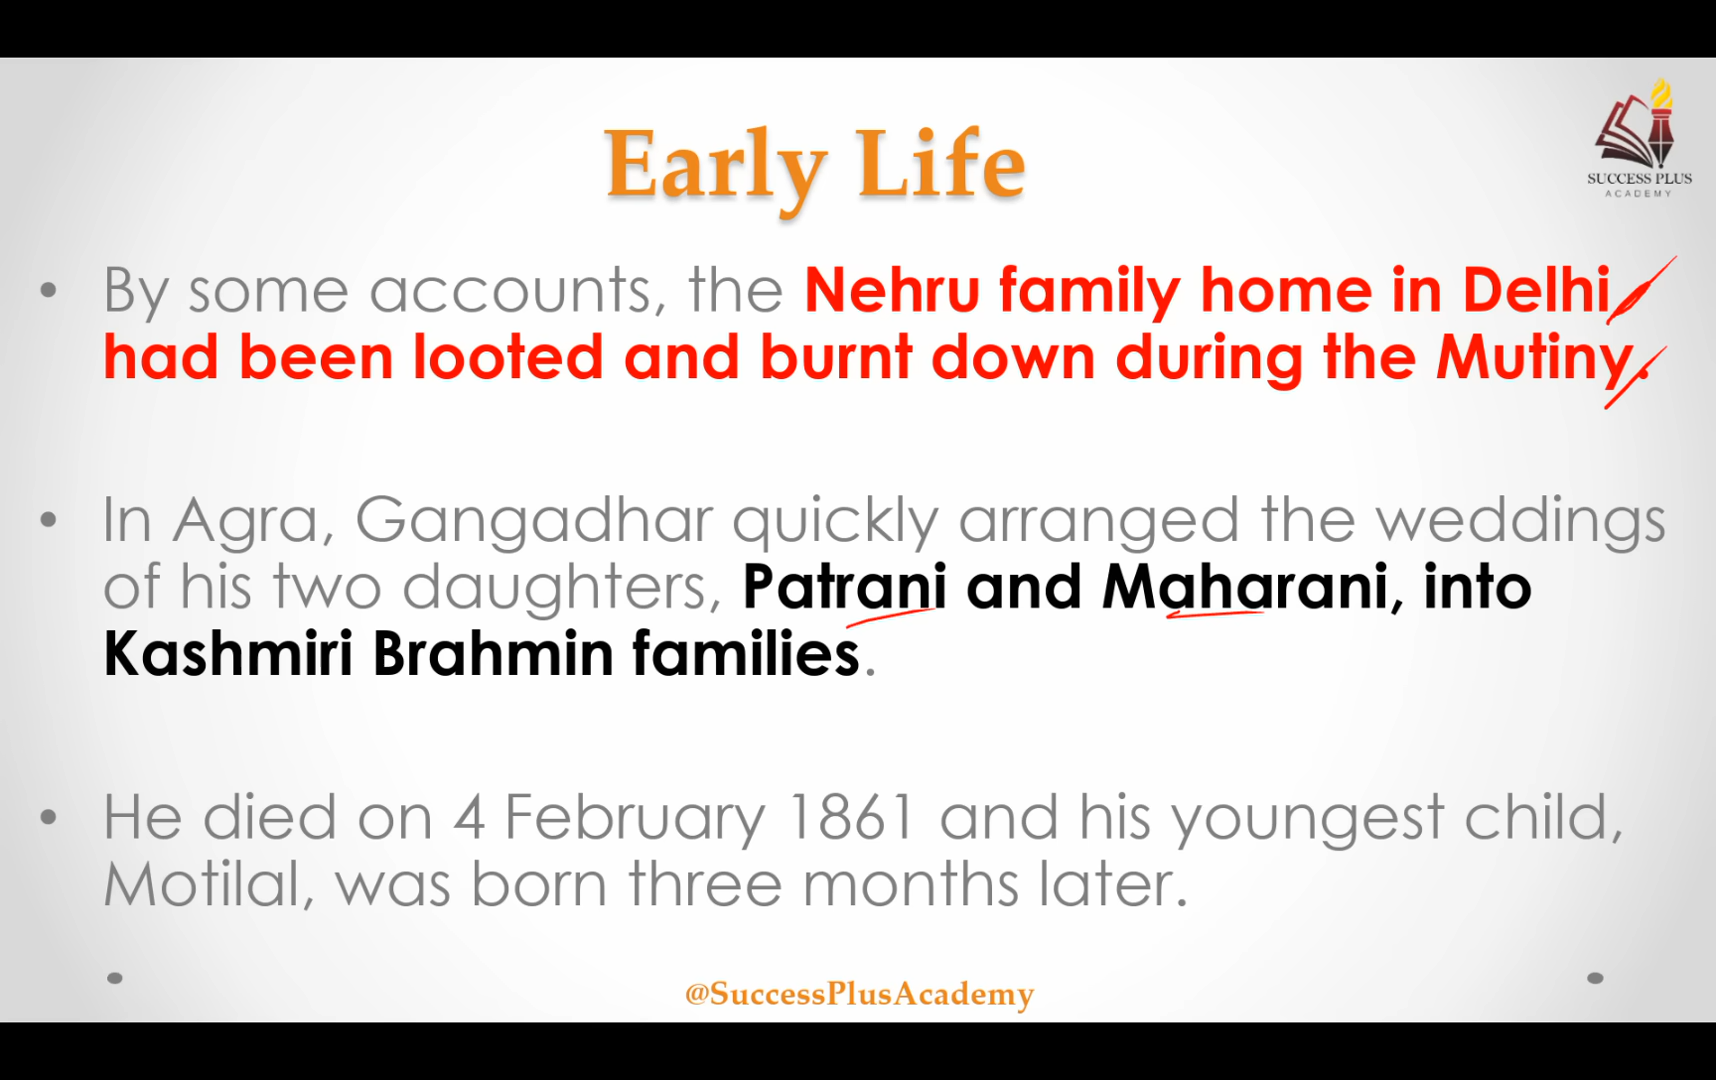 Early Life
SUCCESS PLUS
ACADEMY
• By some accounts, the Nehru family home in Delhi
had been looted and burnt down during the Mutiny.
• In Agra, Gangadhar quickly arranged the weddings
of his two daughters, Patrani and Maharani, into
Kashmiri Brahmin families.
• He died on 4 February 1861 and his youngest child,
Motilal, was born three months later.
@SuccessPlusAcademy